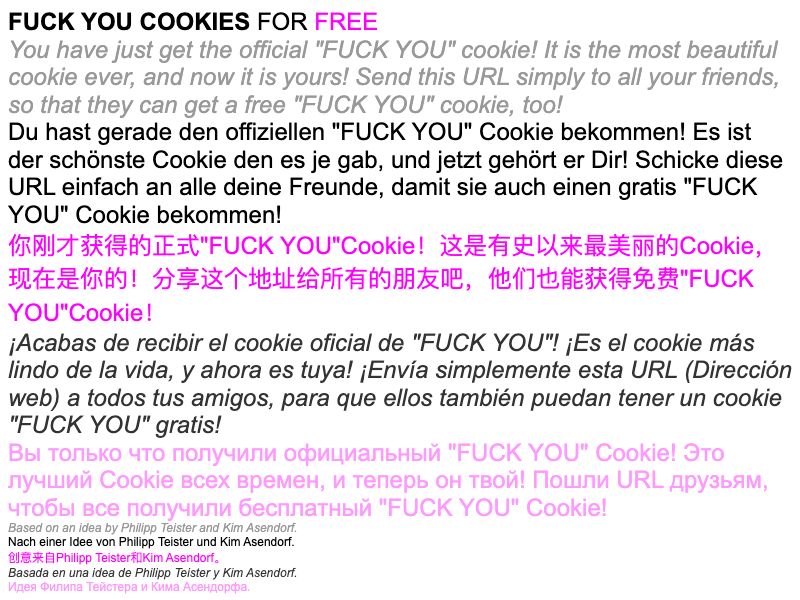 FUCK YOU COOKIES FOR FREE
You have just get the official "FUCK YOU" cookie! It is the most beautiful
cookie ever, and now it is yours! Send this URL simply to all your friends,
so that they can get a free "FUCK YOU" cookie, too!
Du hast gerade den offiziellen "FUCK YOU" Cookie bekommen! Es ist
der schönste Cookie den es je gab, und jetzt gehört er Dir! Schicke diese
URL einfach an alle deine Freunde, damit sie auch einen gratis "FUCK
YOU" Cookie bekommen!
你刚才获得的正式"FUCK YOU"Cookie！这是有史以来最美丽的Cookie，
现在是你的！分享这个地址给所有的朋友吧，他们也能获得免费"FUCK
YOU"Cookie！
¡Acabas de recibir el cookie oficial de "FUCK YOU"! ¡Es el cookie más
lindo de la vida, y ahora es tuya! ¡Envía simplemente esta URL (Dirección
web) a todos tus amigos, para que ellos también puedan tener un cookie
"FUCK YOU" gratis!
Вы только что получили официальный "FUCK YOU" Cookie! Это
лучший Cookie всех времен, и теперь он твой! Пошли URL друзьям,
чтобы все получили бесплатный "FUCK YOU" Cookie!
Based on an idea by Philipp Teister and Kim Asendorf.
Nach einer Idee von Philipp Teister und Kim Asendorf.
创意来自Philipp Teister和Kim Asendorf。
Basada en una idea de Philipp Teister y Kim Asendorf.
Идея Филипа Тейстера и Кима Асендорфа.